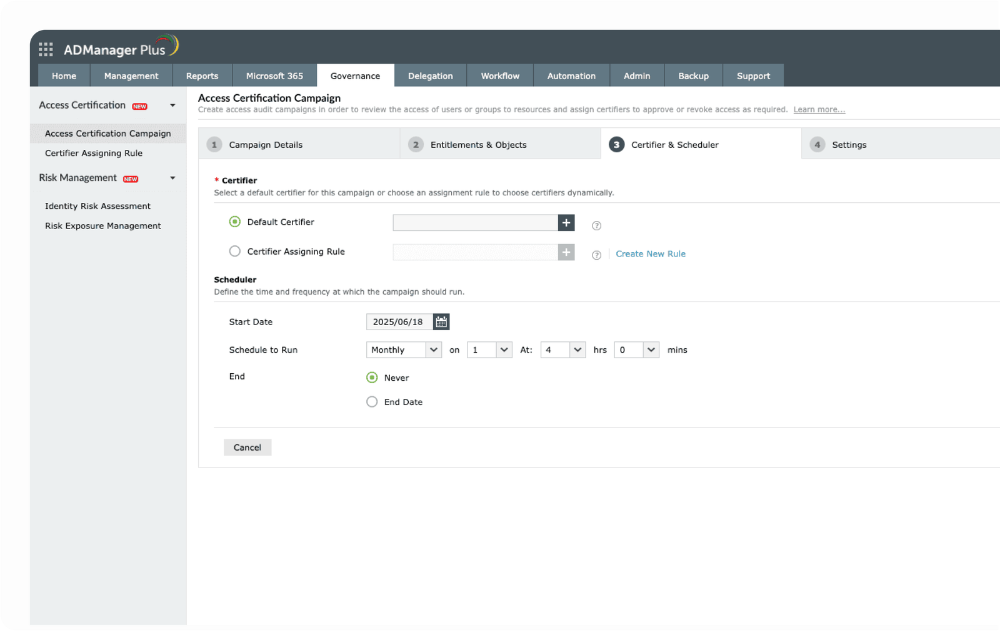 ADManager Plus
Home Management Reports Microsoft 365 Governance Delegation Workflow Automation Admin Backup Support
Access Certification NEW
Access Certification Campaign
Certifier Assigning Rule
Risk Management NEW
Identity Risk Assessment
Risk Exposure Management
Access Certification Campaign
Create access audit campaigns in order to review the access of users or groups to resources and assign certifiers to approve or revoke access as required. Learn more...
1 Campaign Details 2 Entitlements & Objects 3 Certifier & Scheduler 4 Settings
* Certifier
Select a default certifier for this campaign or choose an assignment rule to choose certifiers dynamically.
Default Certifier + ?
Certifier Assigning Rule + ? Create New Rule
Scheduler
Define the time and frequency at which the campaign should run.
Start Date 2025/06/18
Schedule to Run Monthly on 1 At: 4 hrs 0 mins
End Never
End Date
Cancel